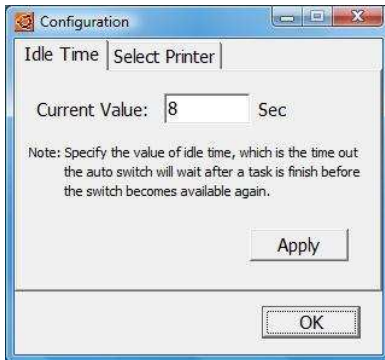 Configuration
Idle Time Select Printer
Current Value: 8 Sec
Note: Specify the value of idle time, which is the time out
the auto switch will wait after a task is finish before
the switch becomes available again.
Apply
OK